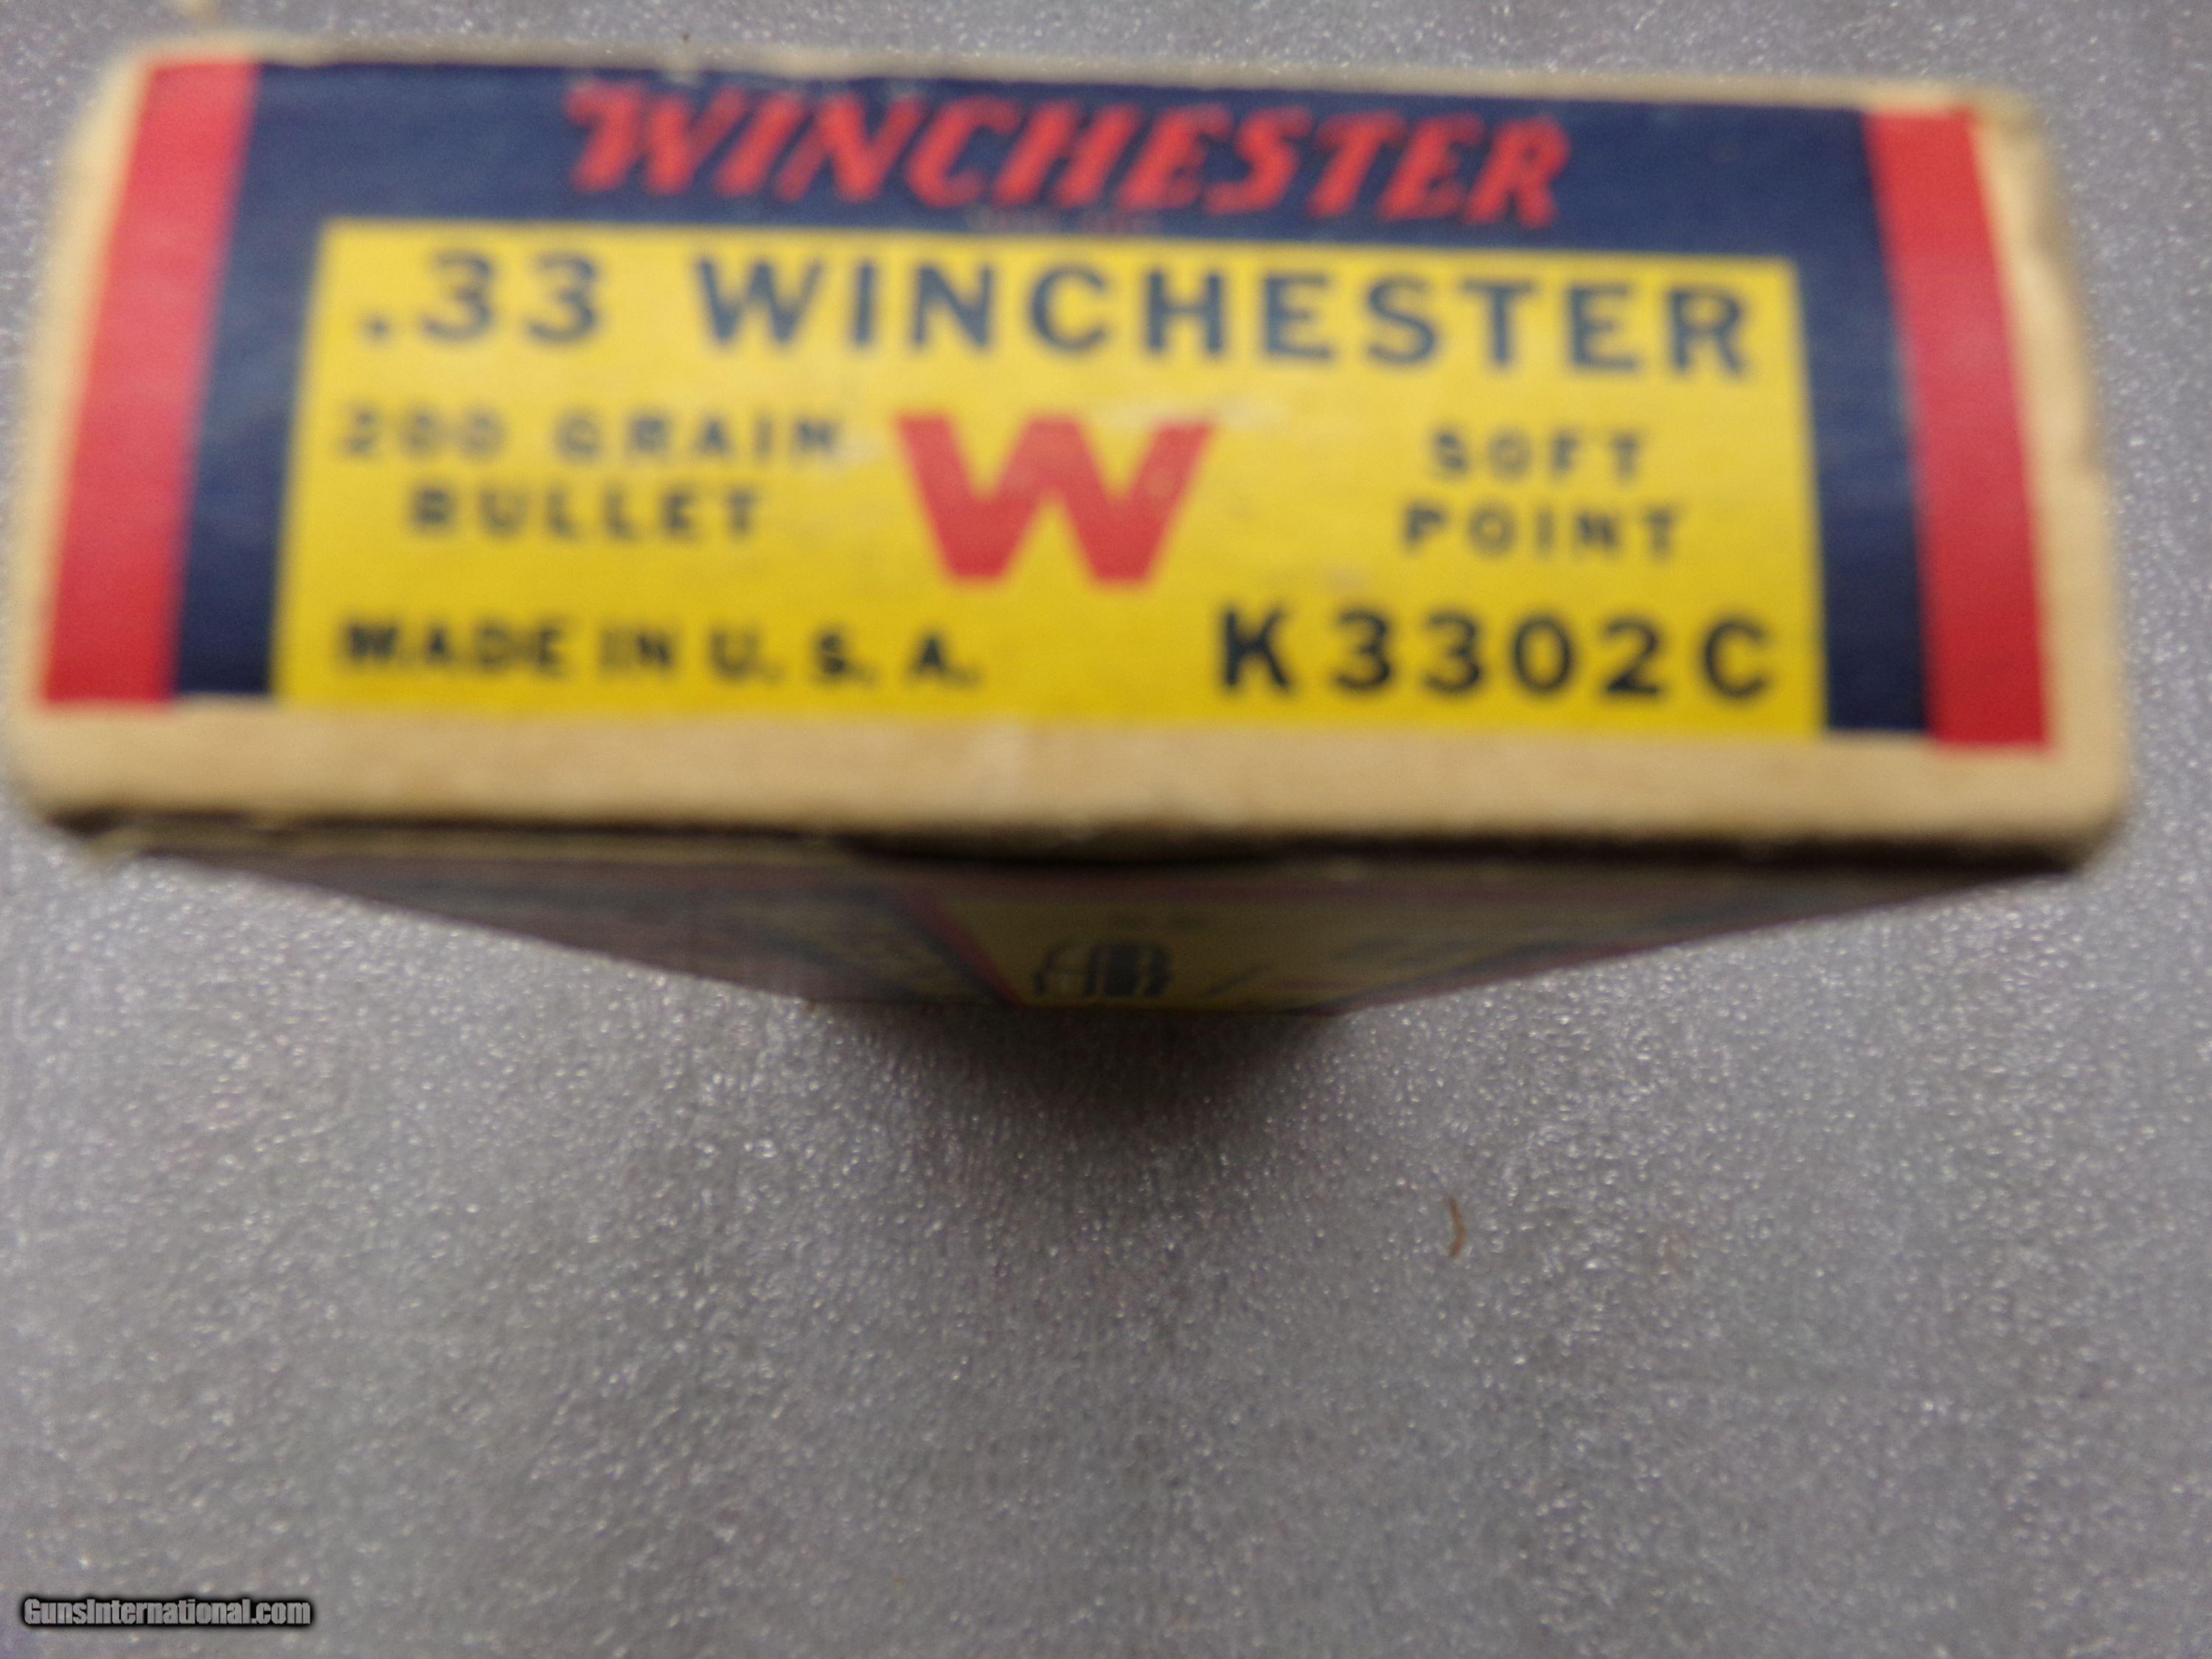 WINCHESTER
.33 WINCHESTER
200 GRAIN BULLET
W
SOFT POINT
MADE IN U. S. A.
K3302C
GunsInternational.com